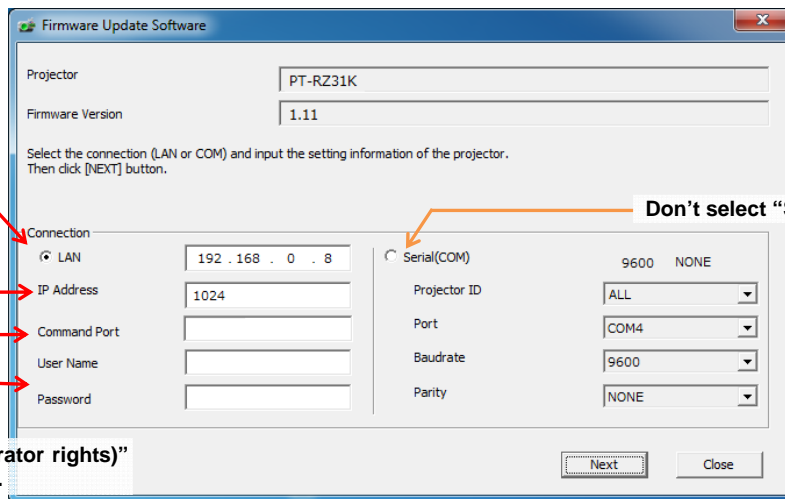 Firmware Update Software
Projector PT-RZ31K
Firmware Version 1.11
Select the connection (LAN or COM) and input the setting information of the projector.
Then click [NEXT] button.
Don't select "S
Connection
LAN 192 . 168 . 0 . 8 Serial(COM) 9600 NONE
IP Address 1024 Projector ID ALL
Command Port Port COM4
User Name Baudrate 9600
Password Parity NONE
rator rights)"
Next Close